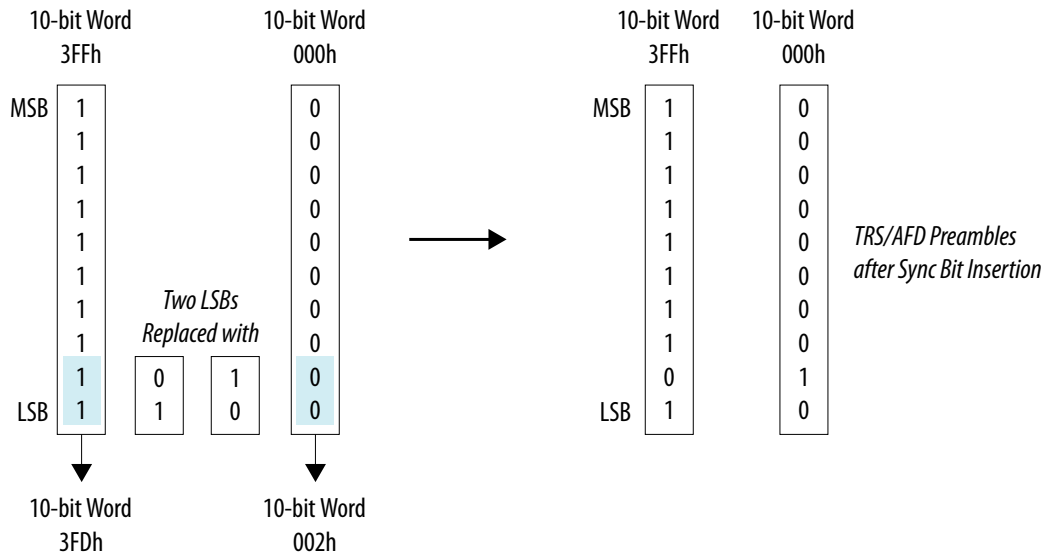 10-bit Word 10-bit Word 10-bit Word 10-bit Word
3FFh 000h 3FFh 000h
MSB 1 0 MSB 1 0
1 0 1 0
1 0 1 0
1 0 1 0
1 0 1 0 TRS/AFD Preambles
1 0 1 0 after Sync Bit Insertion
Two LSBs
1 0 1 0
Replaced with
1 0 1 0
1 0 1 0 0 1
LSB 1 1 0 0 LSB 1 0
10-bit Word 10-bit Word
3FDh 002h